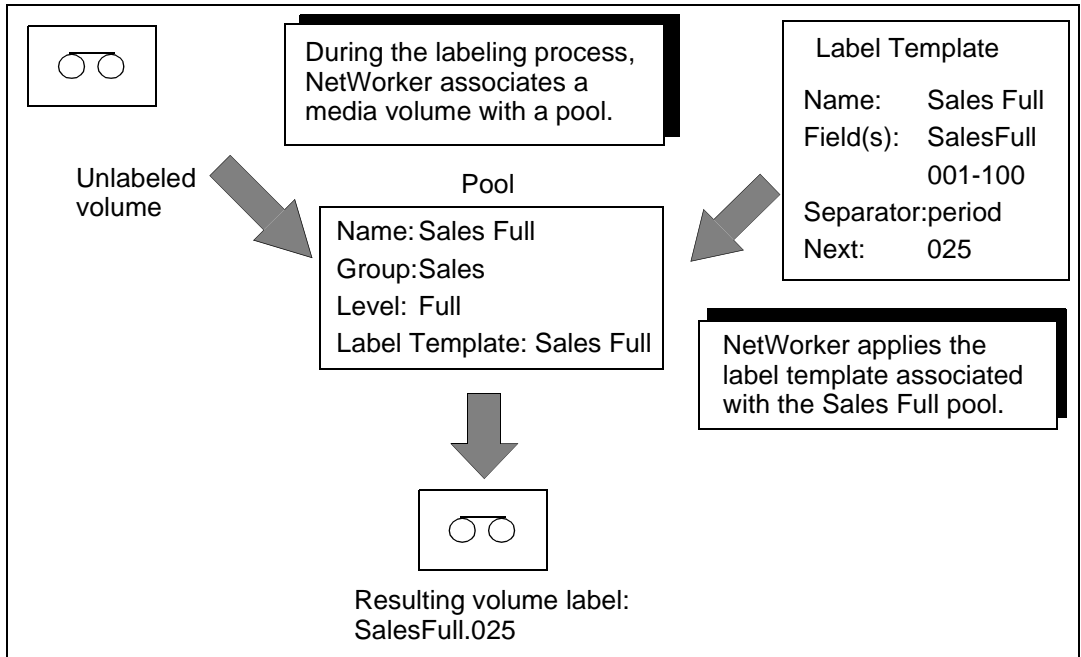 During the labeling process,
NetWorker associates a
media volume with a pool.
Label Template
Name: Sales Full
Field(s): SalesFull
001-100
Separator:period
Next: 025
Unlabeled
volume
Pool
Name: Sales Full
Group:Sales
Level: Full
Label Template: Sales Full
NetWorker applies the
label template associated
with the Sales Full pool.
Resulting volume label:
SalesFull.025